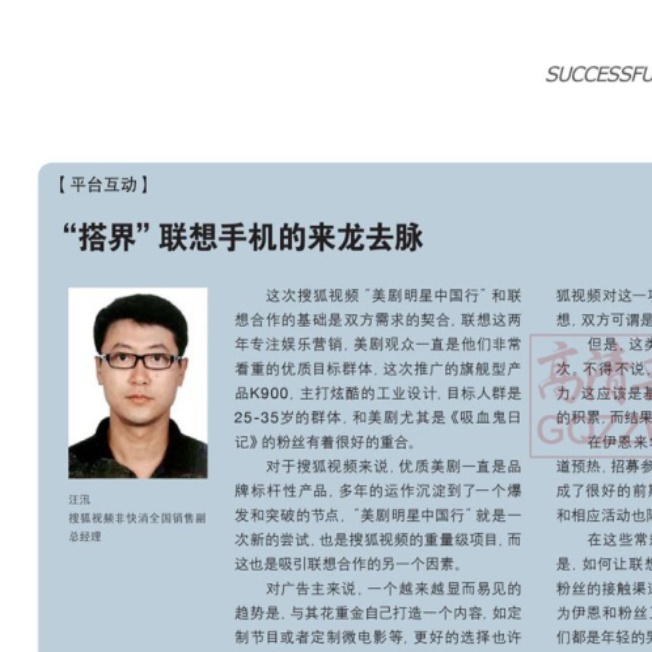 SUCCESSFU
【平台互动】
“搭界”联想手机的来龙去脉
这次搜狐视频“美剧明星中国行”和联
想合作的基础是双方需求的契合，联想这两
年专注娱乐营销，美剧观众一直是他们非常
看重的优质目标群体，这次推广的旗舰型产
品K900，主打炫酷的工业设计，目标人群是
25-35岁的群体，和美剧尤其是《吸血鬼日
记》的粉丝有着很好的重合。
对于搜狐视频来说，优质美剧一直是品
牌标杆性产品，多年的运作沉淀到了一个爆
发和突破的节点，“美剧明星中国行”就是一
次新的尝试，也是搜狐视频的重量级项目，而
这也是吸引联想合作的另一个因素。
对广告主来说，一个越来越显而易见的
趋势是，与其花重金自己打造一个内容，如定
制节目或者定制微电影等，更好的选择也许
汪汛
搜狐视频非快消全国销售副
总经理
狐视频对这一
想，双方可谓是
但是，这类
次，不得不说，
力，这应该是基
的积累，而结果
在伊恩来
道预热，招募参
成了很好的前期
和相应活动也
在这些常
是，如何让联想
粉丝的接触渠道
为伊恩和粉丝
们都是年轻的男
高清
GQZZ